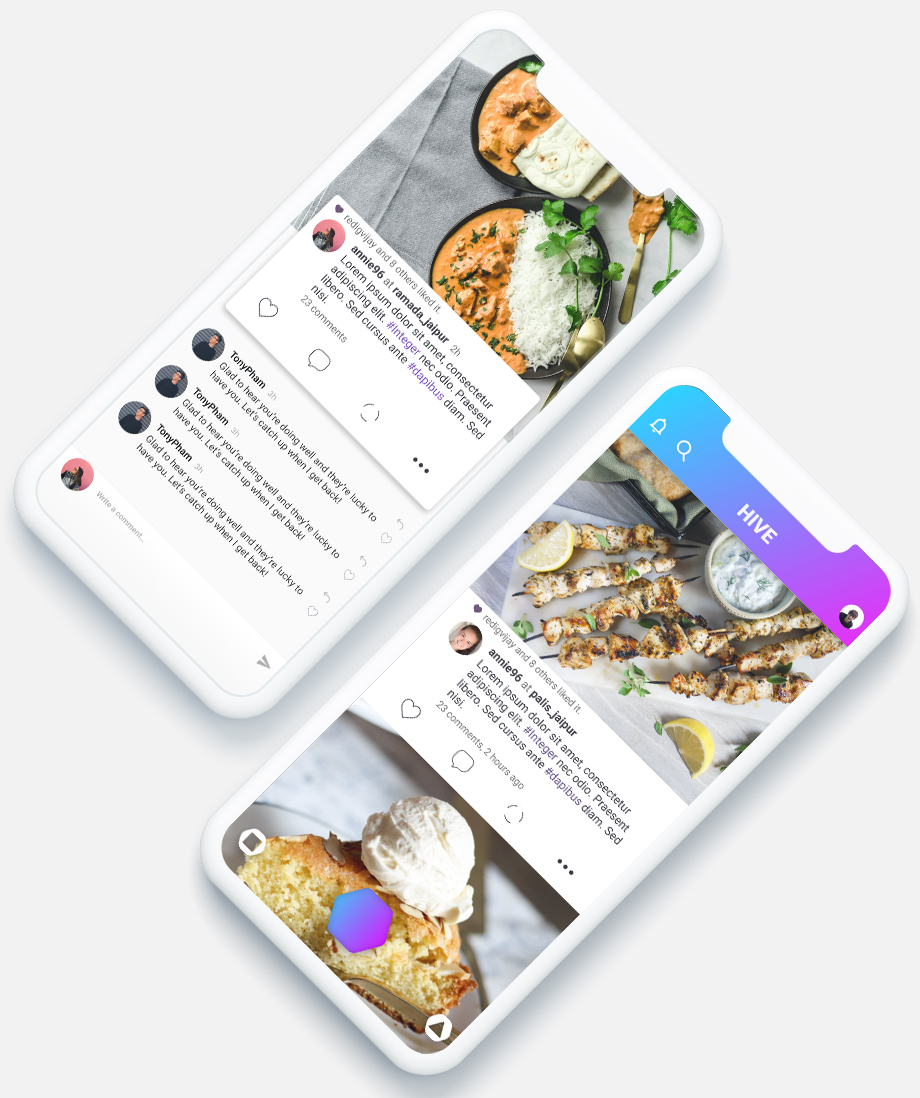 redigvijay and 8 others liked it.
annie96 at ramada_jaipur 2h
Lorem ipsum dolor sit amet, consectetur
adipiscing elit. #Integer nec odio. Praesent
libero. Sed cursus ante #dapibus diam. Sed
nisi.
23 comments
TonyPham 3h
Glad to hear you're doing well and they're lucky to
have you. Let's catch up when I get back!
TonyPham 3h
Glad to hear you're doing well and they're lucky to
have you. Let's catch up when I get back!
TonyPham 3h
Glad to hear you're doing well and they're lucky to
have you. Let's catch up when I get back!
Write a comment...
HIVE
redigvijay and 8 others liked it.
annie96 at palis_jaipur
Lorem ipsum dolor sit amet, consectetur
adipiscing elit. #Integer nec odio. Praesent
libero. Sed cursus ante #dapibus diam. Sed
nisi.
23 comments, 2 hours ago